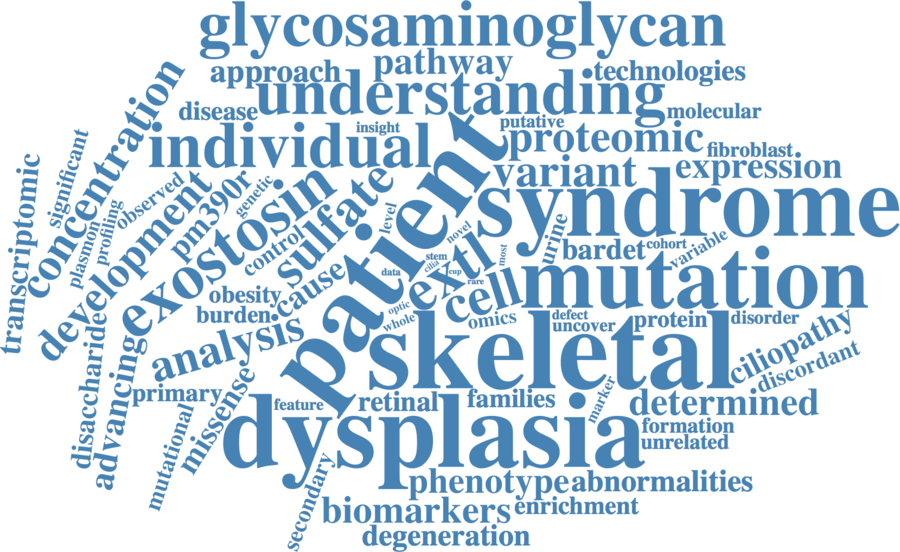 glycosaminoglycan
approach
pathway
technologies
understanding
disease
molecular
putative
insight
individual
proteomic
fibroblast
variant
expression
concentration
significant
transcriptomic
observed
plasmon
profiling
development
pm390r
genetic
exostosin
sulfate
control
level
patient
syndrome
urine
bardet
cohort
variable
novel
most
stem
cilia
cup
rare
data
extl
cell
mutation
obesity
cause
burden
optic
whole
omics
defect
uncover
protein
disorder
analysis
skeletal
ciliopathy
discordant
disaccharide
advancing
primary
missense
mutational
feature
retinal
families
marker
determined
dysplasia
formation
unrelated
secondary
phenotype
abnormalities
biomarkers
enrichment
degeneration